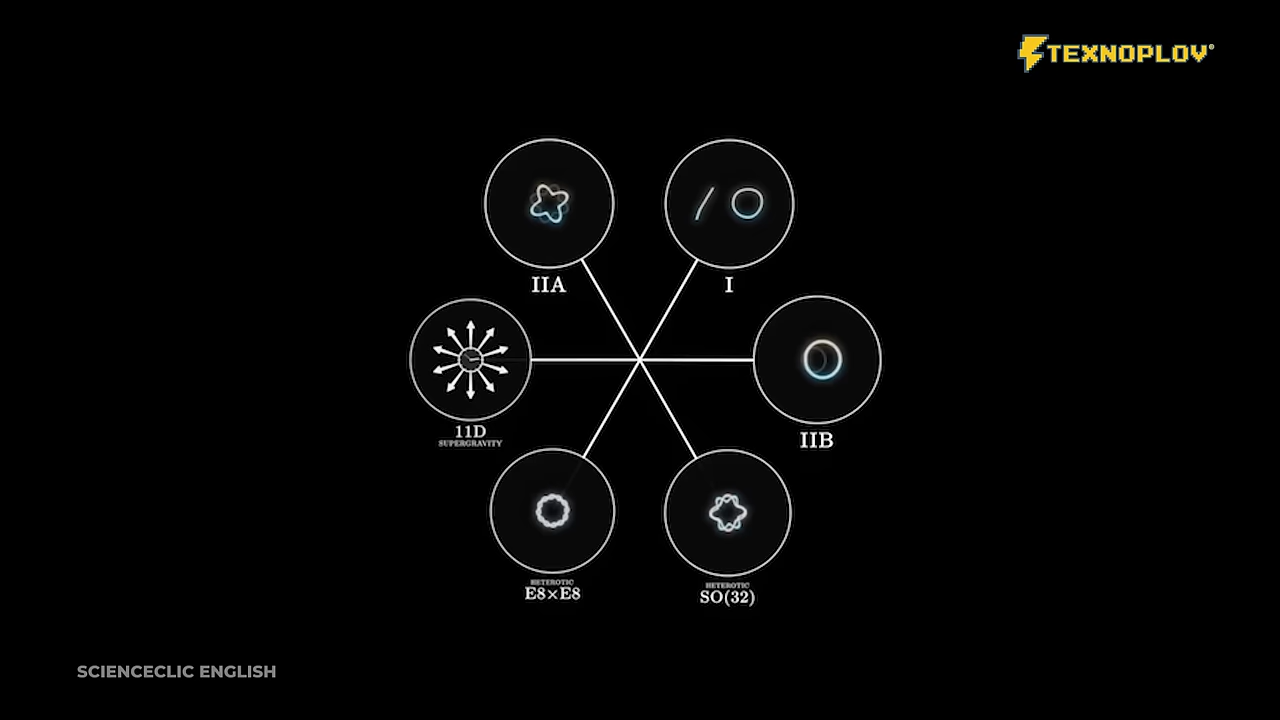 TEXNOPLOV®
IIA
I
11D
SUPERGRAVITY
IIB
HETEROTIC
E8×E8
HETEROTIC
SO(32)
SCIENCECLIC ENGLISH